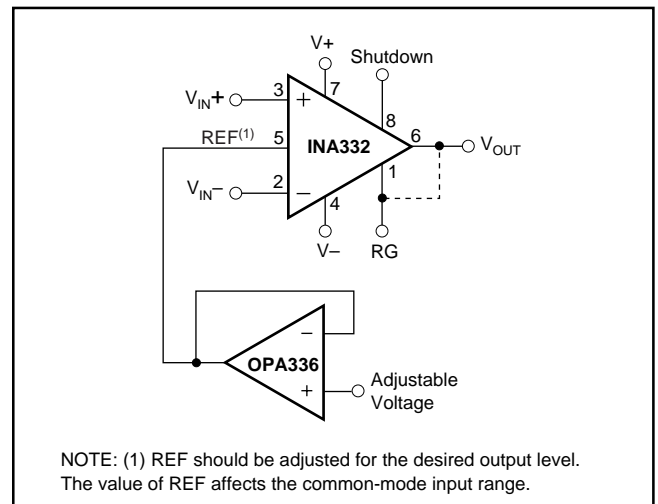 V+
Shutdown
7
VIN+
3
+
8
REF(1)
5
INA332
6
VOUT
VIN–
2
–
1
4
V–
RG
–
OPA336
+
Adjustable
Voltage
NOTE: (1) REF should be adjusted for the desired output level.
The value of REF affects the common-mode input range.